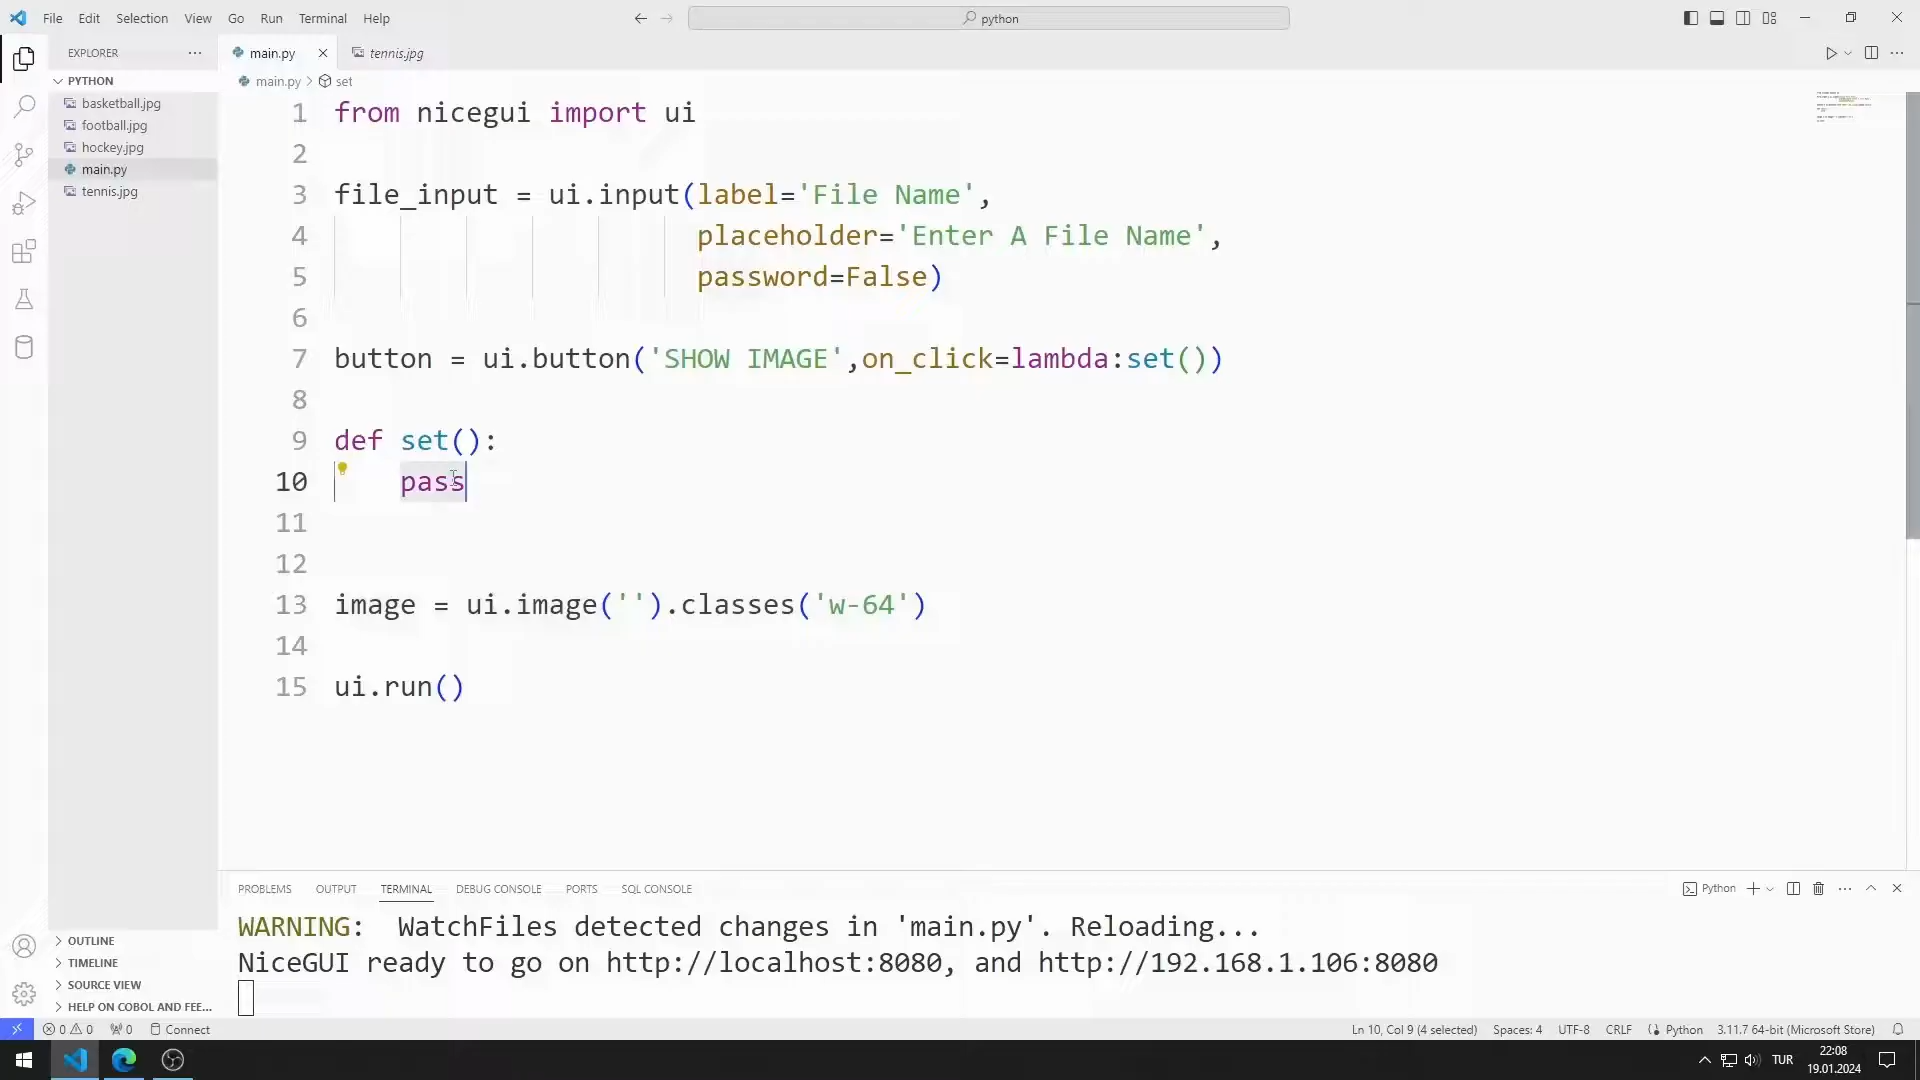 File Edit Selection View Go Run Terminal Help
python
EXPLORER
PYTHON
basketball.jpg
football.jpg
hockey.jpg
main.py
tennis.jpg
OUTLINE
TIMELINE
SOURCE VIEW
HELP ON COBOL AND FEE...
main.py tennis.jpg
main.py > set
1 from nicegui import ui
2
3 file_input = ui.input(label='File Name',
4 placeholder='Enter A File Name',
5 password=False)
6
7 button = ui.button('SHOW IMAGE',on_click=lambda:set())
8
9 def set():
10 pass
11
12
13 image = ui.image('').classes('w-64')
14
15 ui.run()
PROBLEMS OUTPUT TERMINAL DEBUG CONSOLE PORTS SQL CONSOLE
Python
WARNING:  WatchFiles detected changes in 'main.py'. Reloading...
NiceGUI ready to go on http://localhost:8080, and http://192.168.1.106:8080
0 0 0 Connect
Ln 10, Col 9 (4 selected) Spaces: 4 UTF-8 CRLF Python 3.11.7 64-bit (Microsoft Store)
TUR
22:08
19.01.2024